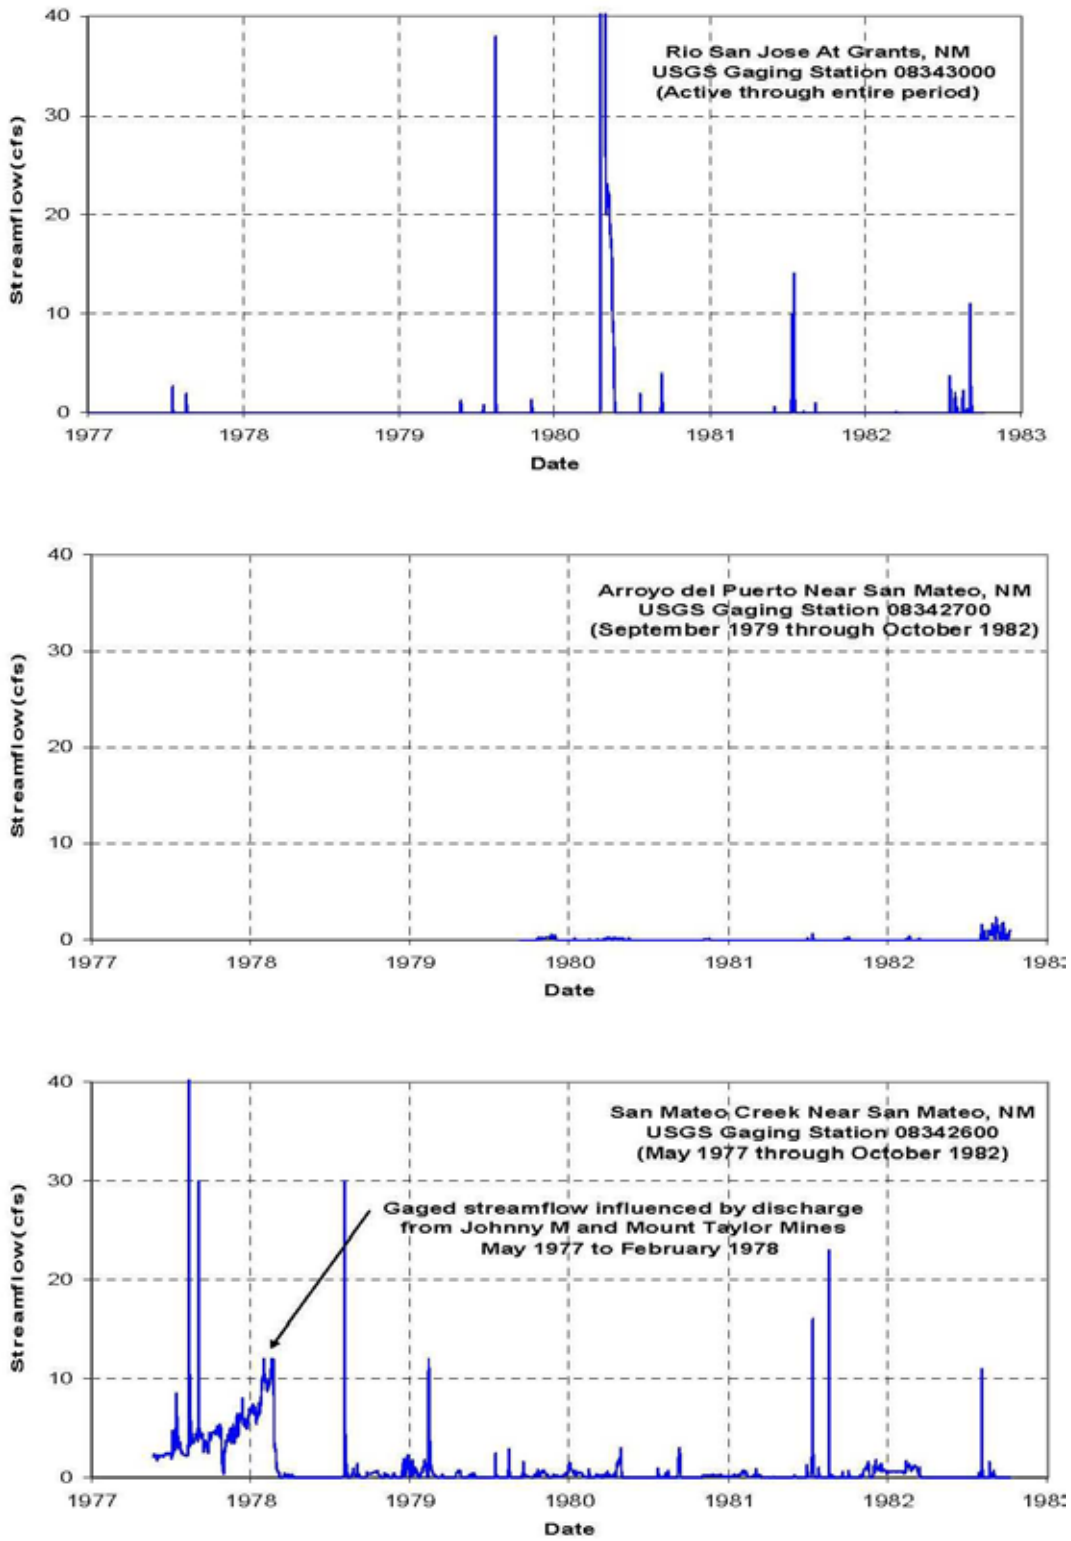 40
Rio San Jose At Grants, NM
USGS Gaging Station 08343000
(Active through entire period)
30
20
10
0
Streamflow(cfs)
1977 1978 1979 1980 1981 1982 1983
Date
40
Arroyo del Puerto Near San Mateo, NM
USGS Gaging Station 08342700
(September 1979 through October 1982)
30
20
10
0
Streamflow(cfs)
1977 1978 1979 1980 1981 1982 1983
Date
40
San Mateo Creek Near San Mateo, NM
USGS Gaging Station 08342600
(May 1977 through October 1982)
30
Gaged streamflow influenced by discharge
from Johnny M and Mount Taylor Mines
May 1977 to February 1978
20
10
0
Streamflow(cfs)
1977 1978 1979 1980 1981 1982 1983
Date